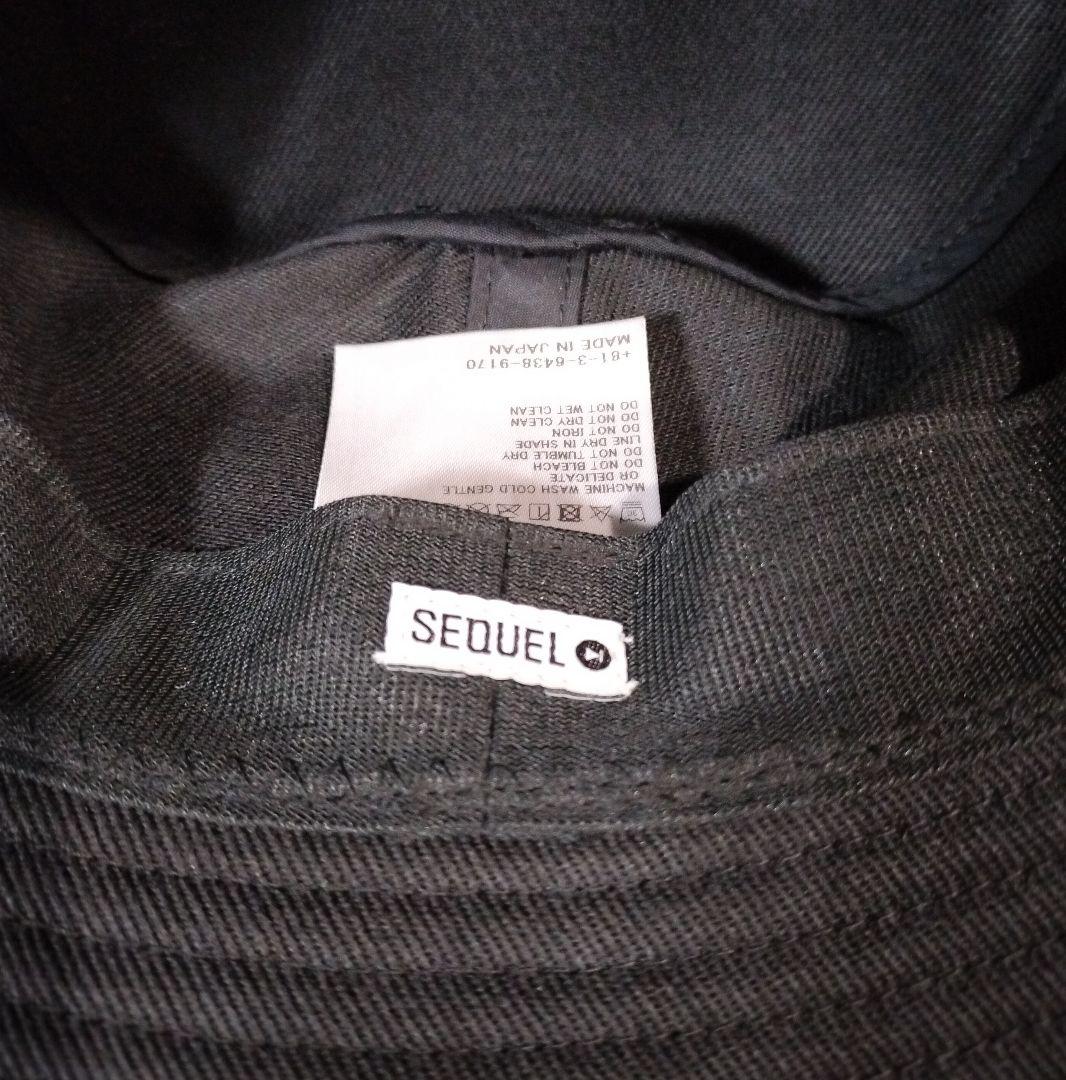 MACHINE WASH COLD GENTLE
OR DELICATE
DO NOT BLEACH
DO NOT TUMBLE DRY
LINE DRY IN SHADE
DO NOT IRON
DO NOT DRY CLEAN
DO NOT WET CLEAN
+81-3-6438-9170
MADE IN JAPAN
SEQUEL